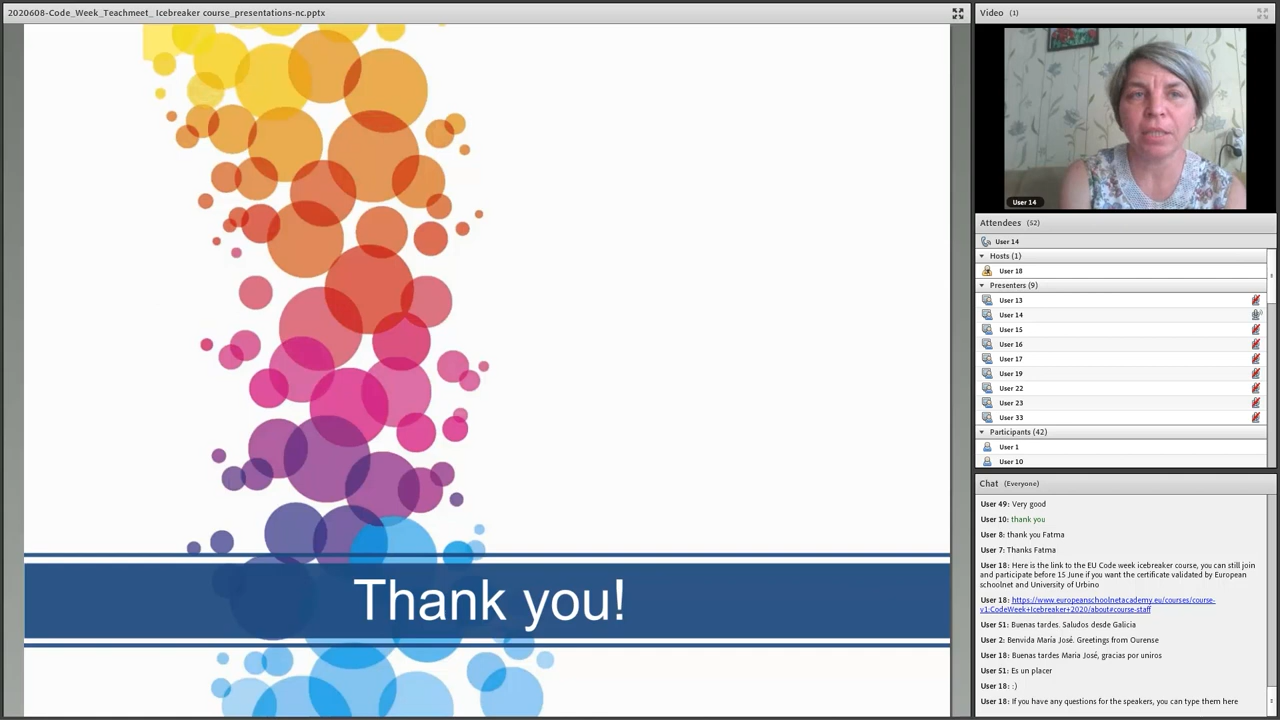 2020608-Code_Week_Teachmeet_ Icebreaker course_presentations-nc.pptx
Thank you!
Video (1)
User 14
Attendees (52)
User 14
Hosts (1)
User 18
Presenters (9)
User 13
User 14
User 15
User 16
User 17
User 19
User 22
User 23
User 33
Participants (42)
User 1
User 10
Chat (Everyone)
User 49: Very good
User 10: thank you
User 8: thank you Fatma
User 7: Thanks Fatma
User 18: Here is the link to the EU Code week icebreaker course, you can still join
and participate before 15 June if you want the certificate validated by European
schoolnet and University of Urbino
User 18: https://www.europeanschoolnetacademy.eu/courses/course-
v1:CodeWeek+Icebreaker+2020/about#course-staff
User 51: Buenas tardes. Saludos desde Galicia
User 2: Benvida María José. Greetings from Ourense
User 18: Buenas tardes Maria José, gracias por uniros
User 51: Es un placer
User 18: :)
User 18: If you have any questions for the speakers, you can type them here